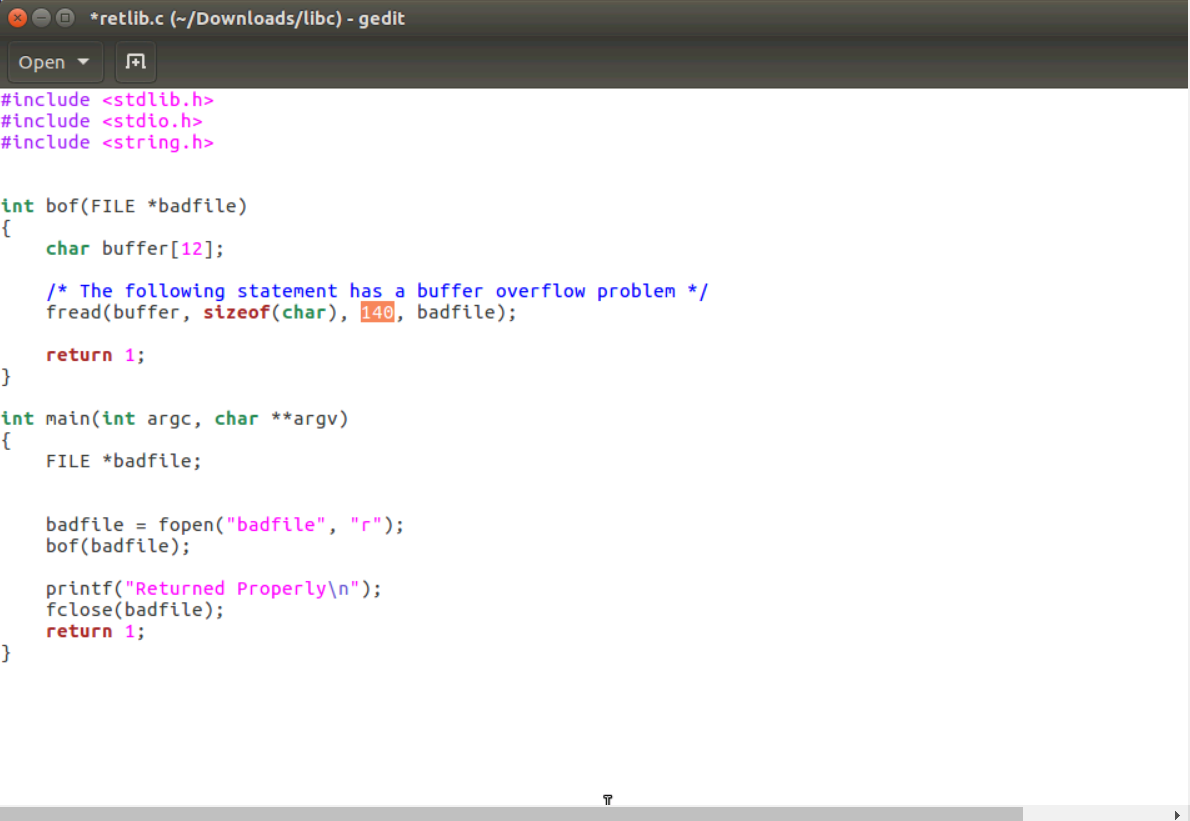 *retlib.c (~/Downloads/libc) - gedit
Open
#include <stdlib.h>
#include <stdio.h>
#include <string.h>
int bof(FILE *badfile)
{
    char buffer[12];
    /* The following statement has a buffer overflow problem */
    fread(buffer, sizeof(char), 140, badfile);
    return 1;
}
int main(int argc, char **argv)
{
    FILE *badfile;
    badfile = fopen("badfile", "r");
    bof(badfile);
    printf("Returned Properly\n");
    fclose(badfile);
    return 1;
}